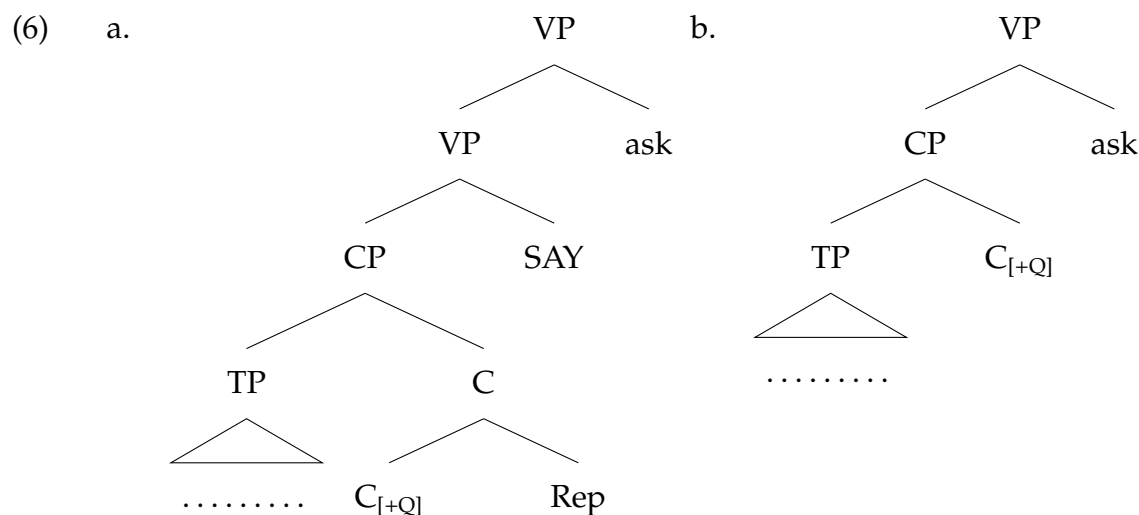 (6) a. VP b. VP
VP ask CP ask
CP SAY TP C[+Q]
TP C .........
......... C[+Q] Rep